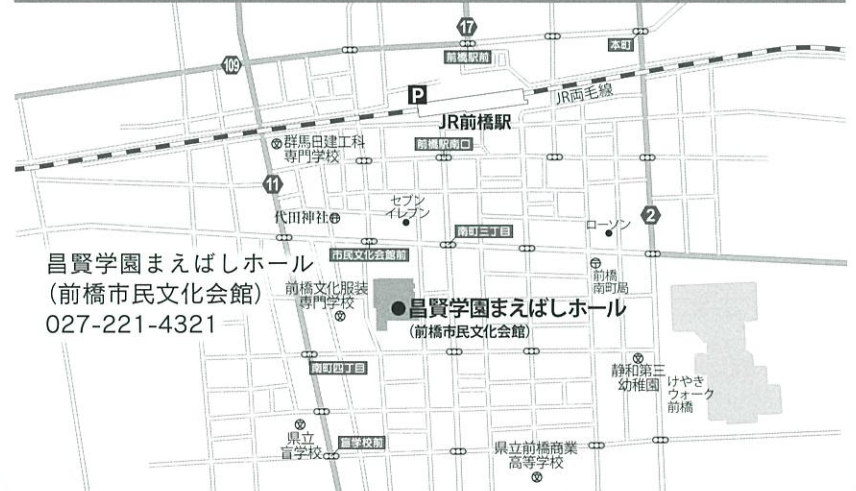 17
前橋駅前
本町
109
P
JR両毛線
JR前橋駅
群馬日建工科
専門学校
前橋駅南口
11
セブン
イレブン
代田神社
2
ローソン
南町三丁目
市民文化会館前
昌賢学園まえばしホール
(前橋市民文化会館)
027-221-4321
前橋
南町局
前橋文化服装
専門学校
昌賢学園まえばしホール
(前橋市民文化会館)
南町四丁目
静和第三
幼稚園
けやき
ウォーク
前橋
県立
盲学校
盲学校前
県立前橋商業
高等学校